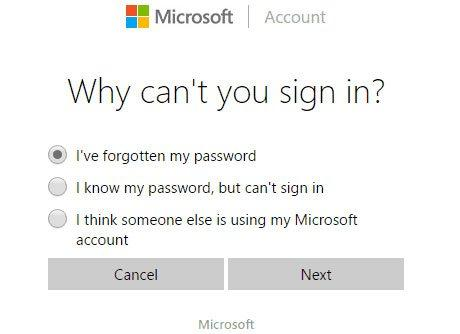 Microsoft | Account
Why can't you sign in?
I've forgotten my password
I know my password, but can't sign in
I think someone else is using my Microsoft
account
Cancel Next
Microsoft